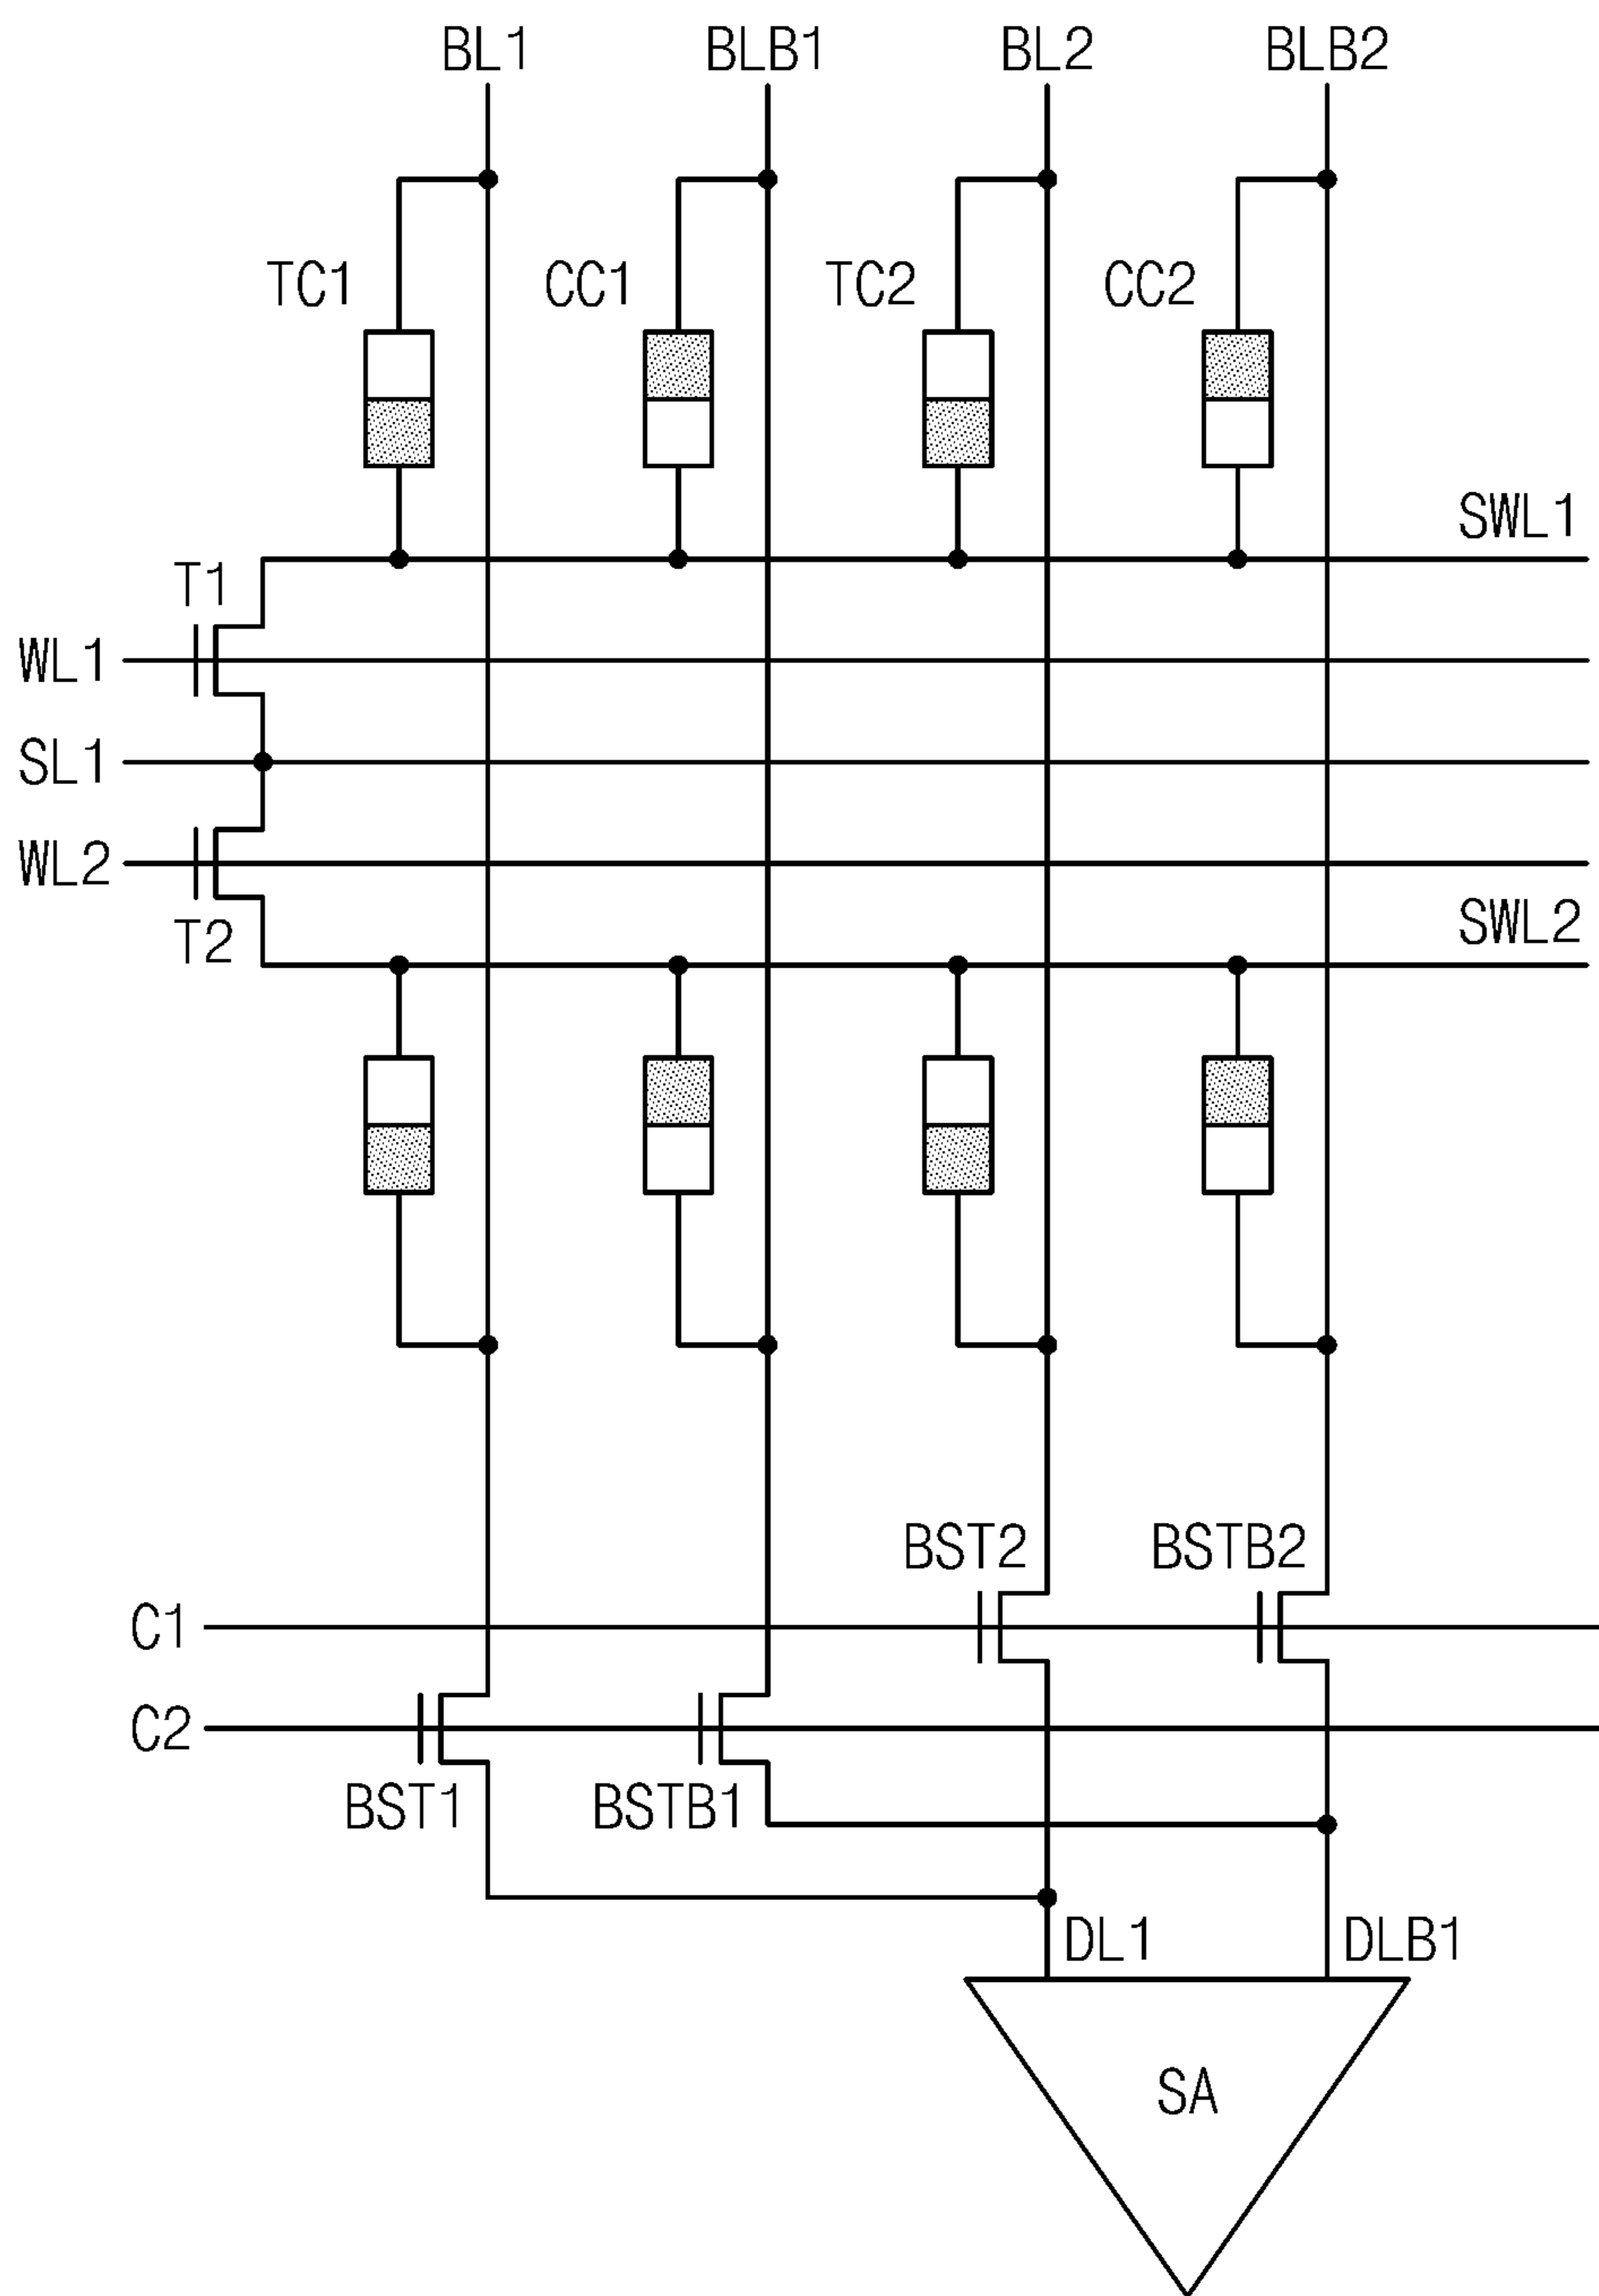 BL1 BLB1 BL2 BLB2
TC1 CC1 TC2 CC2
SWL1
T1
WL1
SL1
WL2
SWL2
T2
BST2 BSTB2
C1
C2
BST1 BSTB1
DL1 DLB1
SA